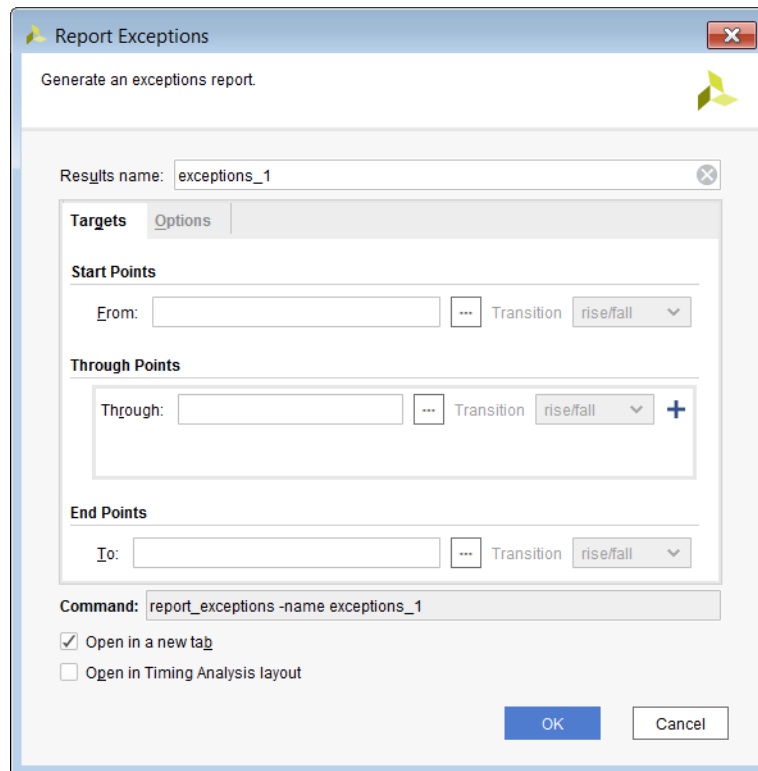 Report Exceptions
Generate an exceptions report.
Results name: exceptions_1
Targets Options
Start Points
From: ... Transition rise/fall
Through Points
Through: ... Transition rise/fall +
End Points
To: ... Transition rise/fall
Command: report_exceptions -name exceptions_1
Open in a new tab
Open in Timing Analysis layout
OK Cancel